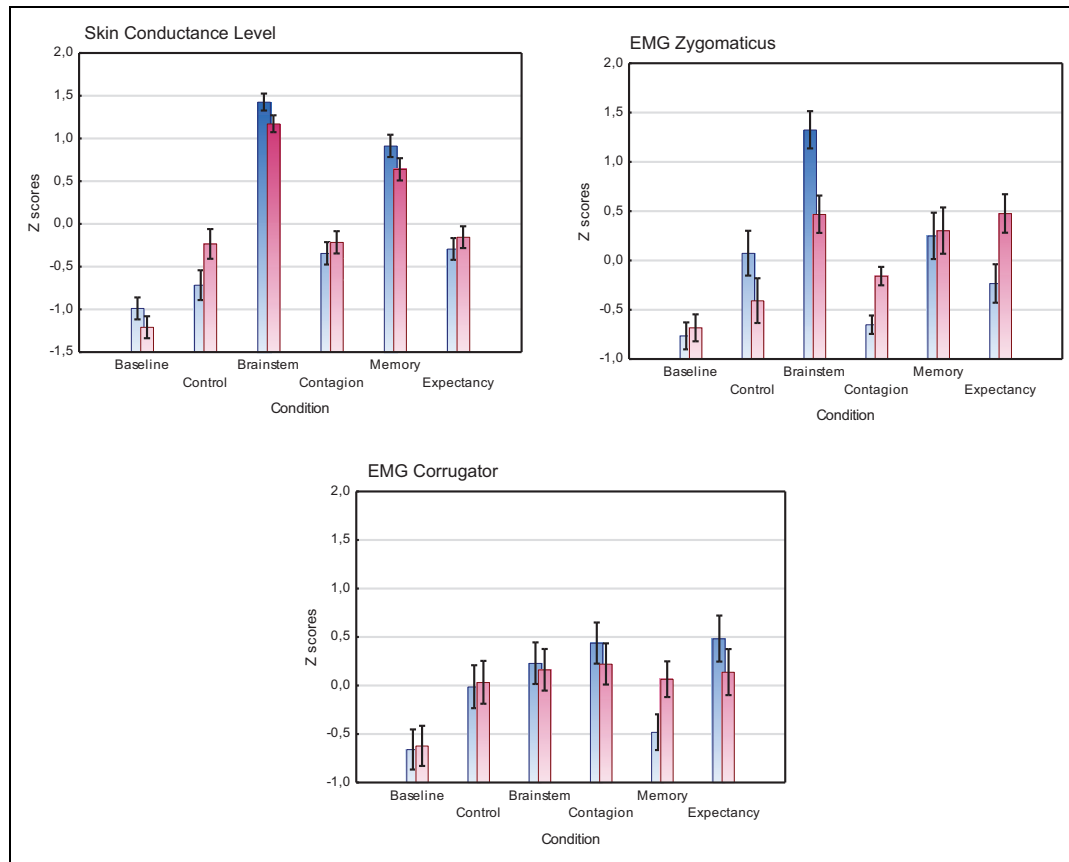 Skin Conductance Level
2,0
1,5
1,0
0,5
0,0
-0,5
-1,0
-1,5
Z scores
Baseline Brainstem Memory
Control Contagion Expectancy
Condition
EMG Zygomaticus
2,0
1,5
1,0
0,5
0,0
-0,5
-1,0
Z scores
Baseline Brainstem Memory
Control Contagion Expectancy
Condition
EMG Corrugator
2,0
1,5
1,0
0,5
0,0
-0,5
-1,0
Z scores
Baseline Brainstem Memory
Control Contagion Expectancy
Condition